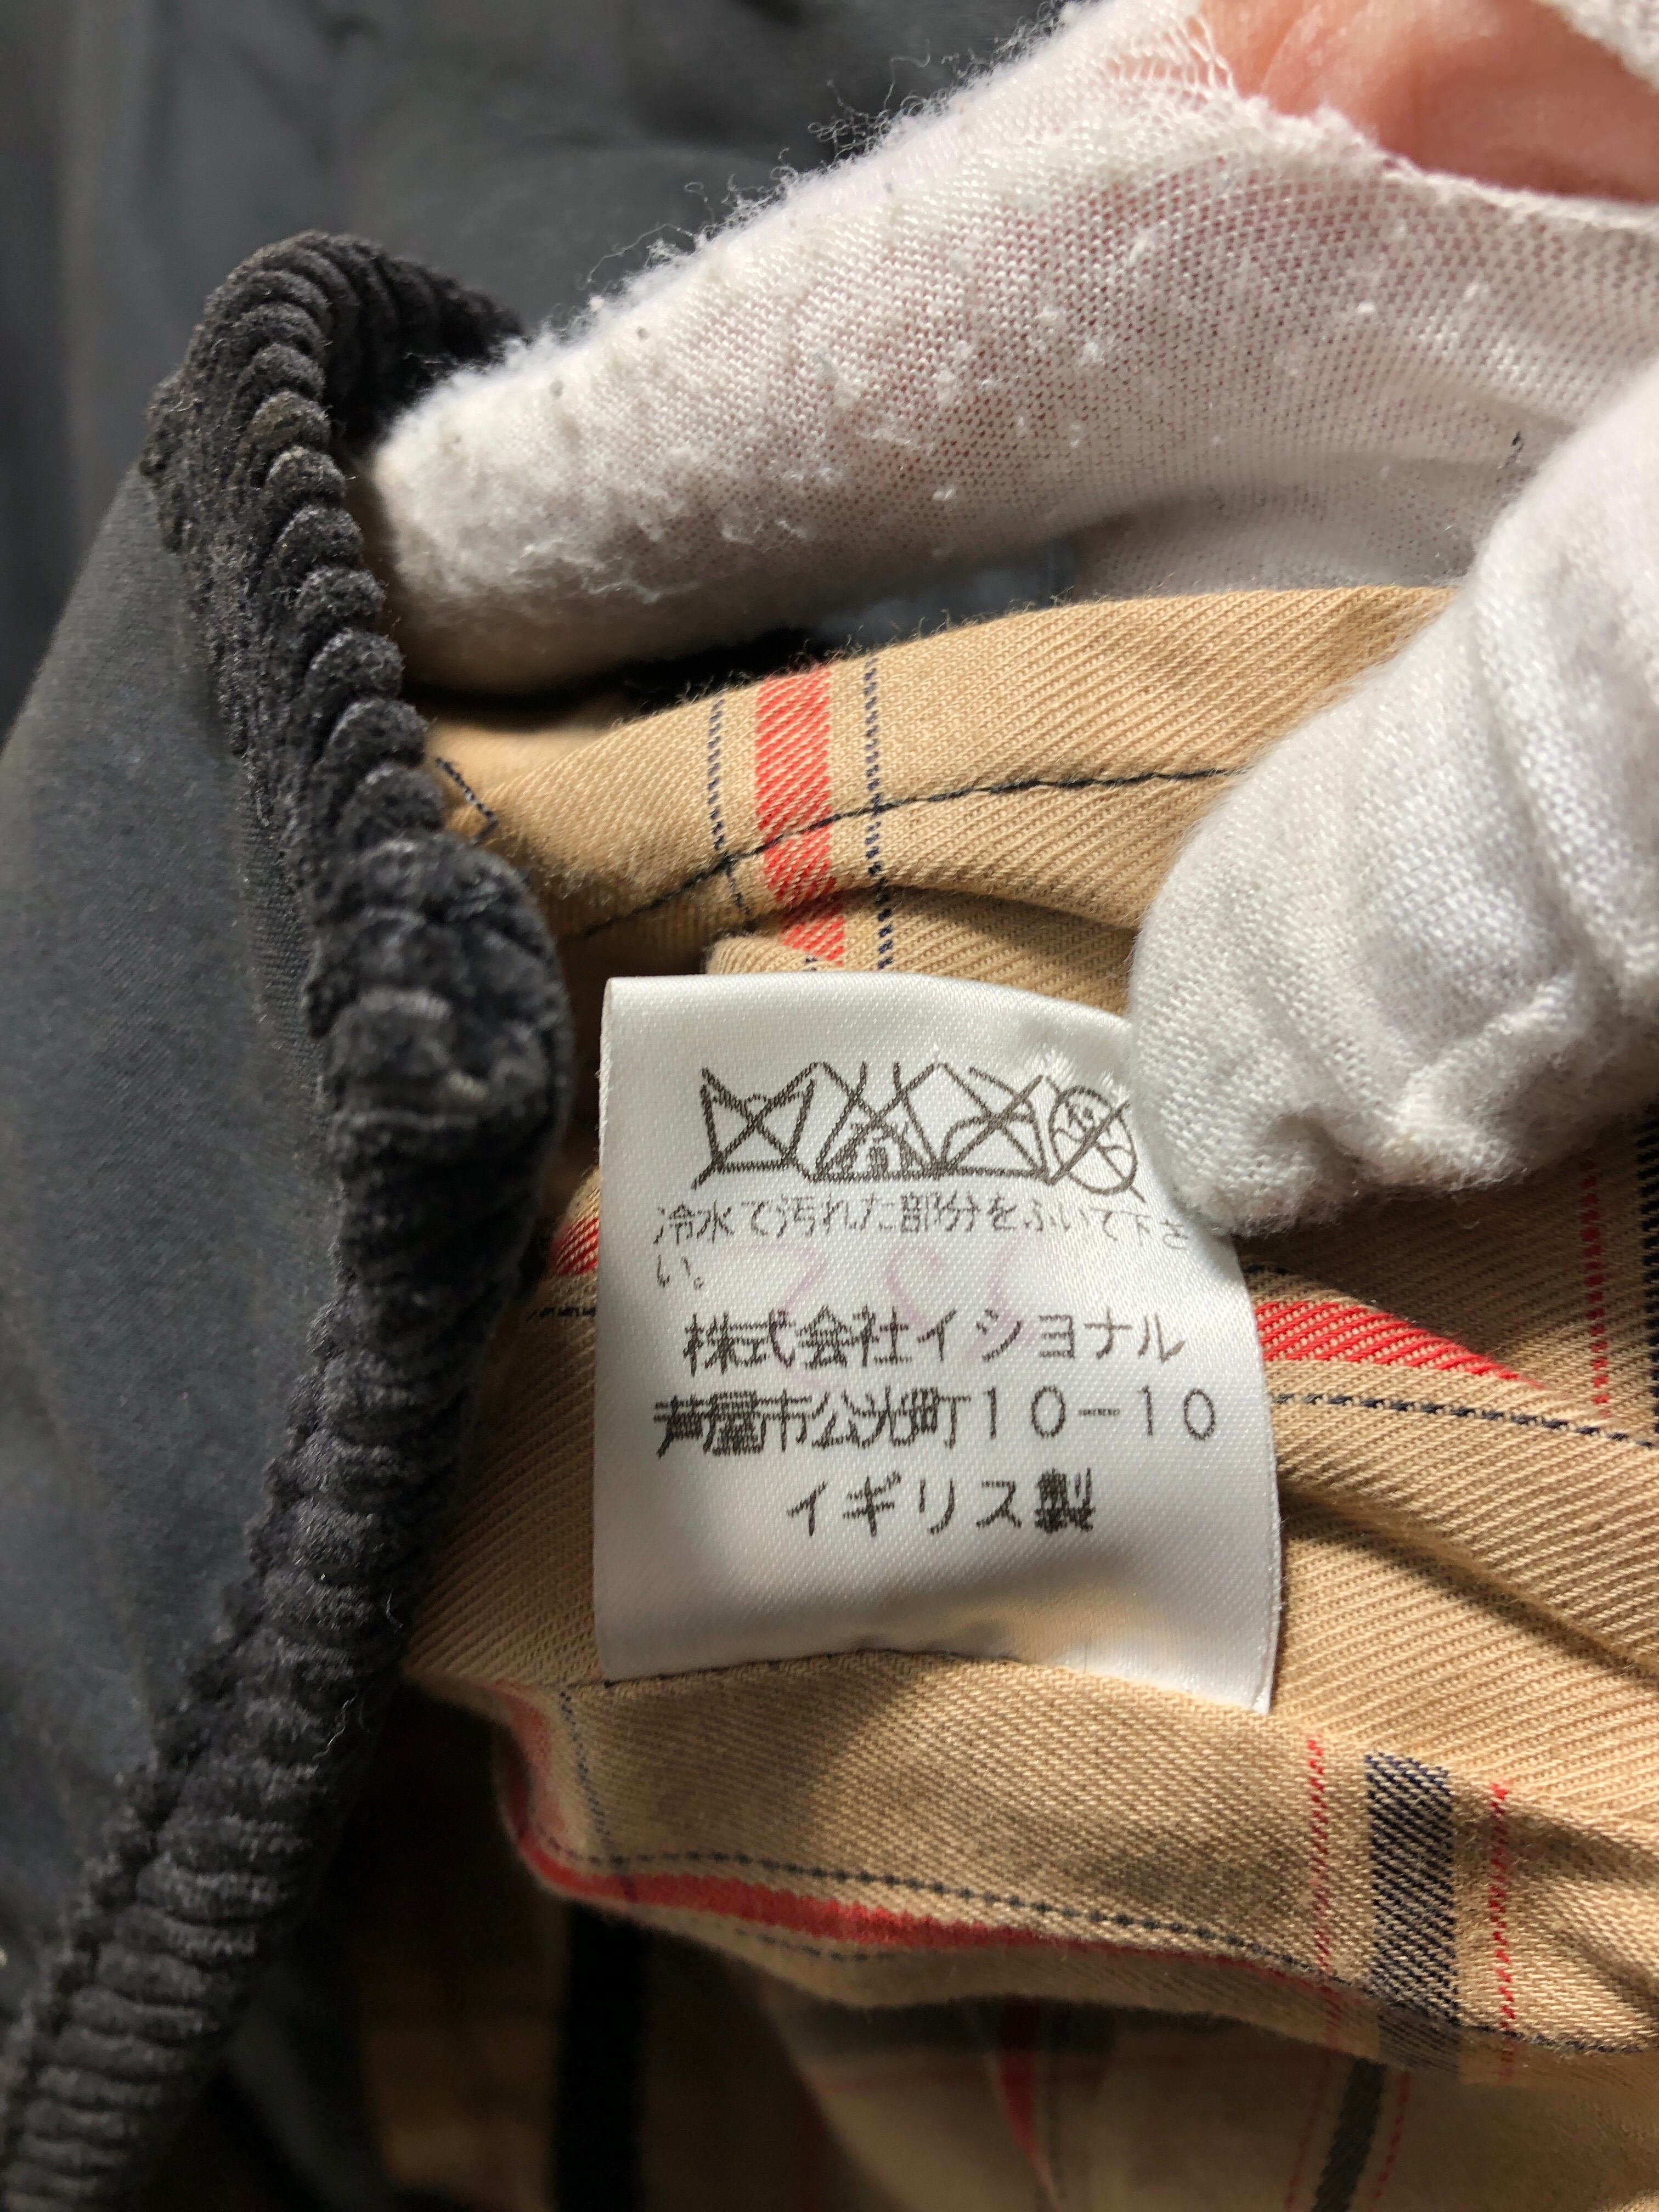 冷水で汚れた部分をふいて下さ
い。
株式会社イショナル
芦屋市公光町10-10
イギリス製